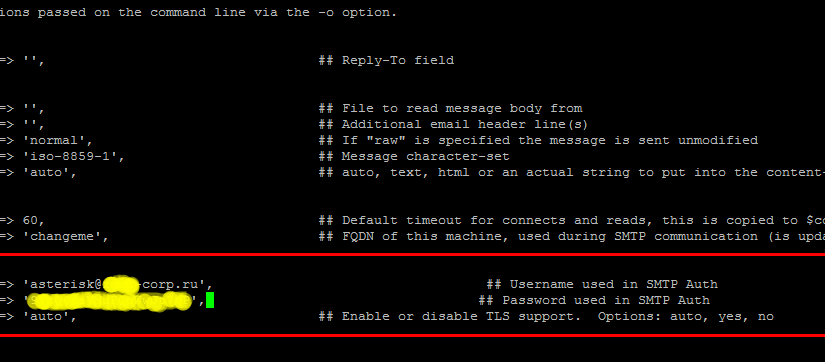 ions passed on the command line via the -o option.
=> '', ## Reply-To field
=> '', ## File to read message body from
=> '', ## Additional email header line(s)
=> 'normal', ## If "raw" is specified the message is sent unmodified
=> 'iso-8859-1', ## Message character-set
=> 'auto', ## auto, text, html or an actual string to put into the content-
=> 60, ## Default timeout for connects and reads, this is copied to $co
=> 'changeme', ## FQDN of this machine, used during SMTP communication (is upda
=> 'asterisk@ -corp.ru', ## Username used in SMTP Auth
=> ' ', ## Password used in SMTP Auth
=> 'auto', ## Enable or disable TLS support. Options: auto, yes, no